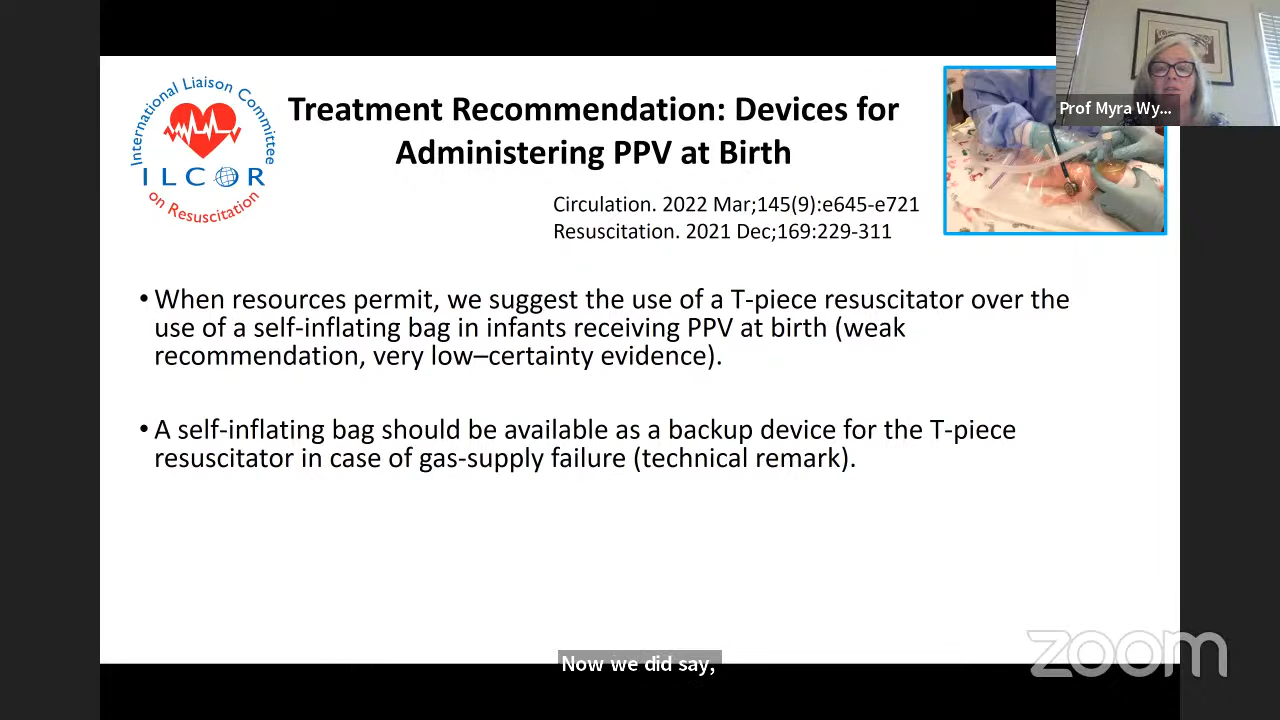 International Liaison Committee
ILCOR
on Resuscitation
Treatment Recommendation: Devices for
Administering PPV at Birth
Circulation. 2022 Mar;145(9):e645-e721
Resuscitation. 2021 Dec;169:229-311
Prof Myra Wy...
• When resources permit, we suggest the use of a T-piece resuscitator over the
use of a self-inflating bag in infants receiving PPV at birth (weak
recommendation, very low–certainty evidence).
• A self-inflating bag should be available as a backup device for the T-piece
resuscitator in case of gas-supply failure (technical remark).
zoom
Now we did say,